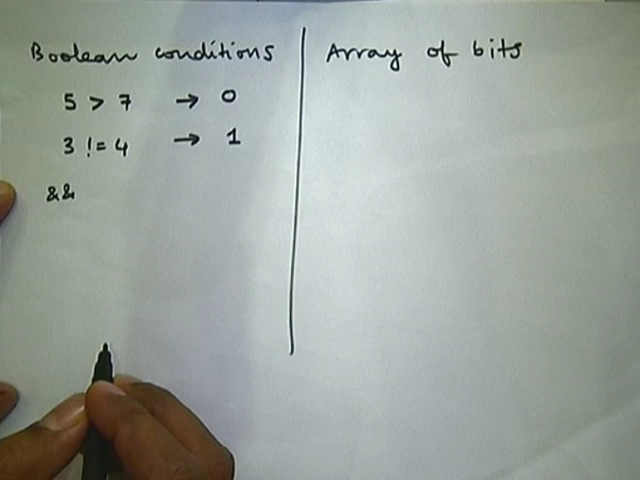 Boolean conditions
5 > 7 → 0
3 != 4 → 1
&&
Array of bits